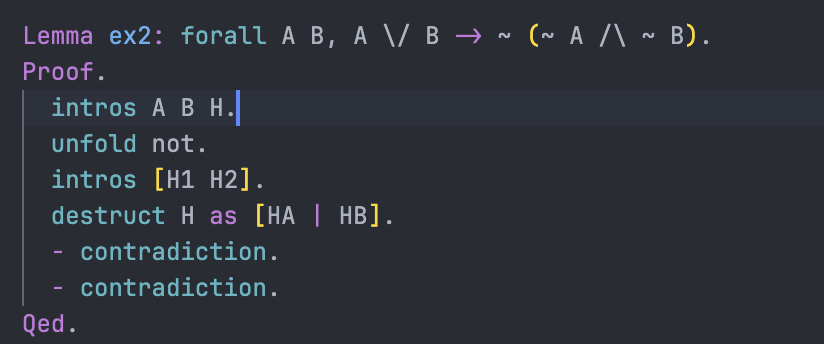 Lemma ex2: forall A B, A \/ B -> ~ (~ A /\ ~ B).
Proof.
intros A B H.
unfold not.
intros [H1 H2].
destruct H as [HA | HB].
- contradiction.
- contradiction.
Qed.